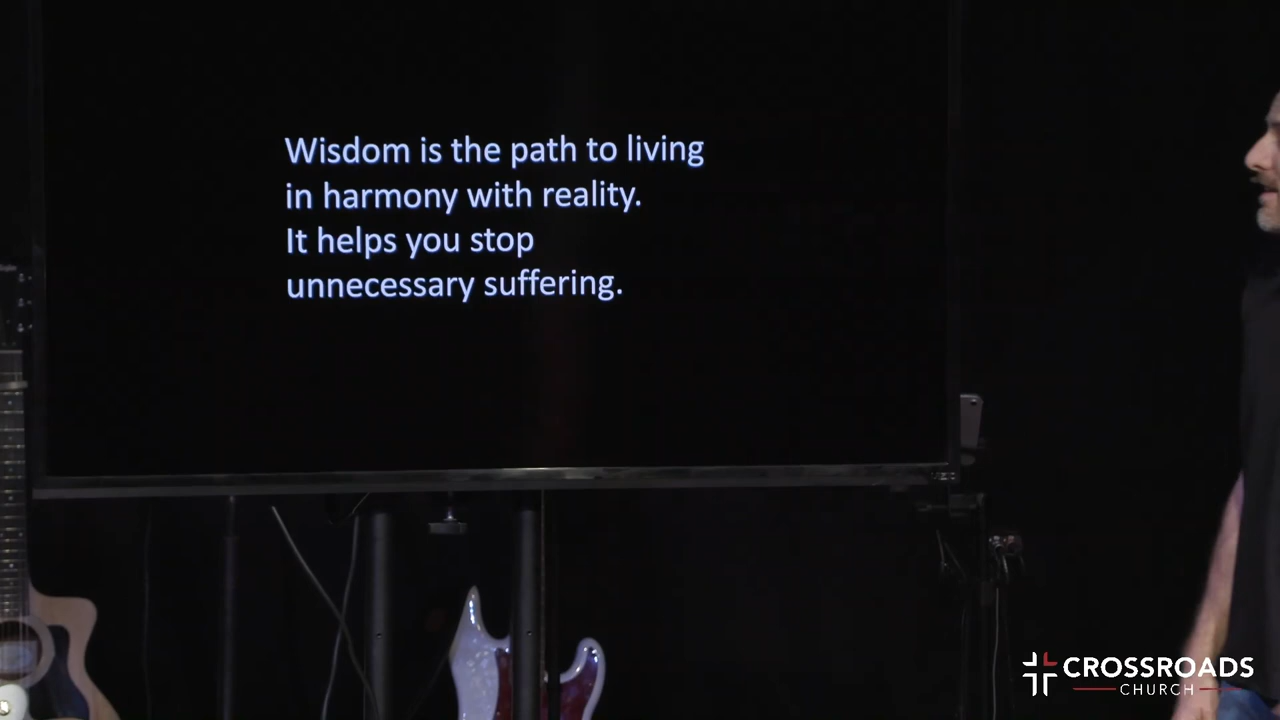 Wisdom is the path to living
in harmony with reality.
It helps you stop
unnecessary suffering.
CROSSROADS
CHURCH